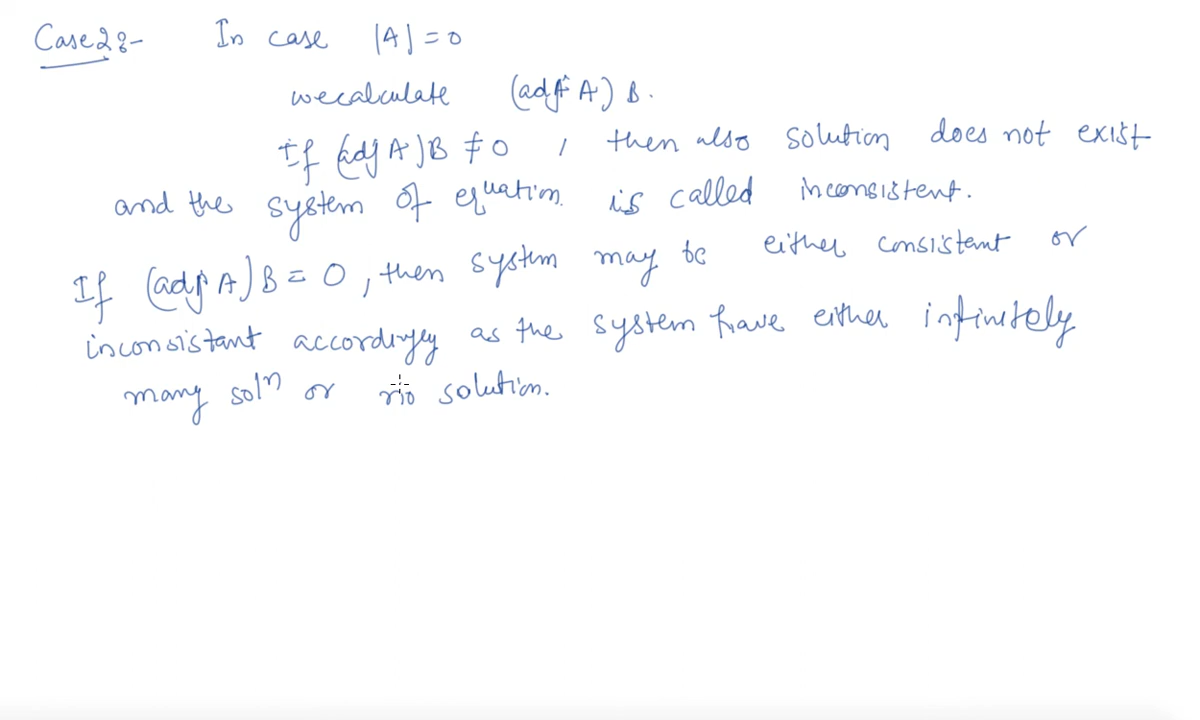 Case 2 :- In case |A| = 0
we calculate (adj A) B.
If (adj A) B ≠ 0 , then also solution does not exist
and the system of equation is called inconsistent.
If (adj A) B = 0 , then system may be either consistent or
inconsistant accordingly as the system have either infinitely
many solⁿ or no solution.